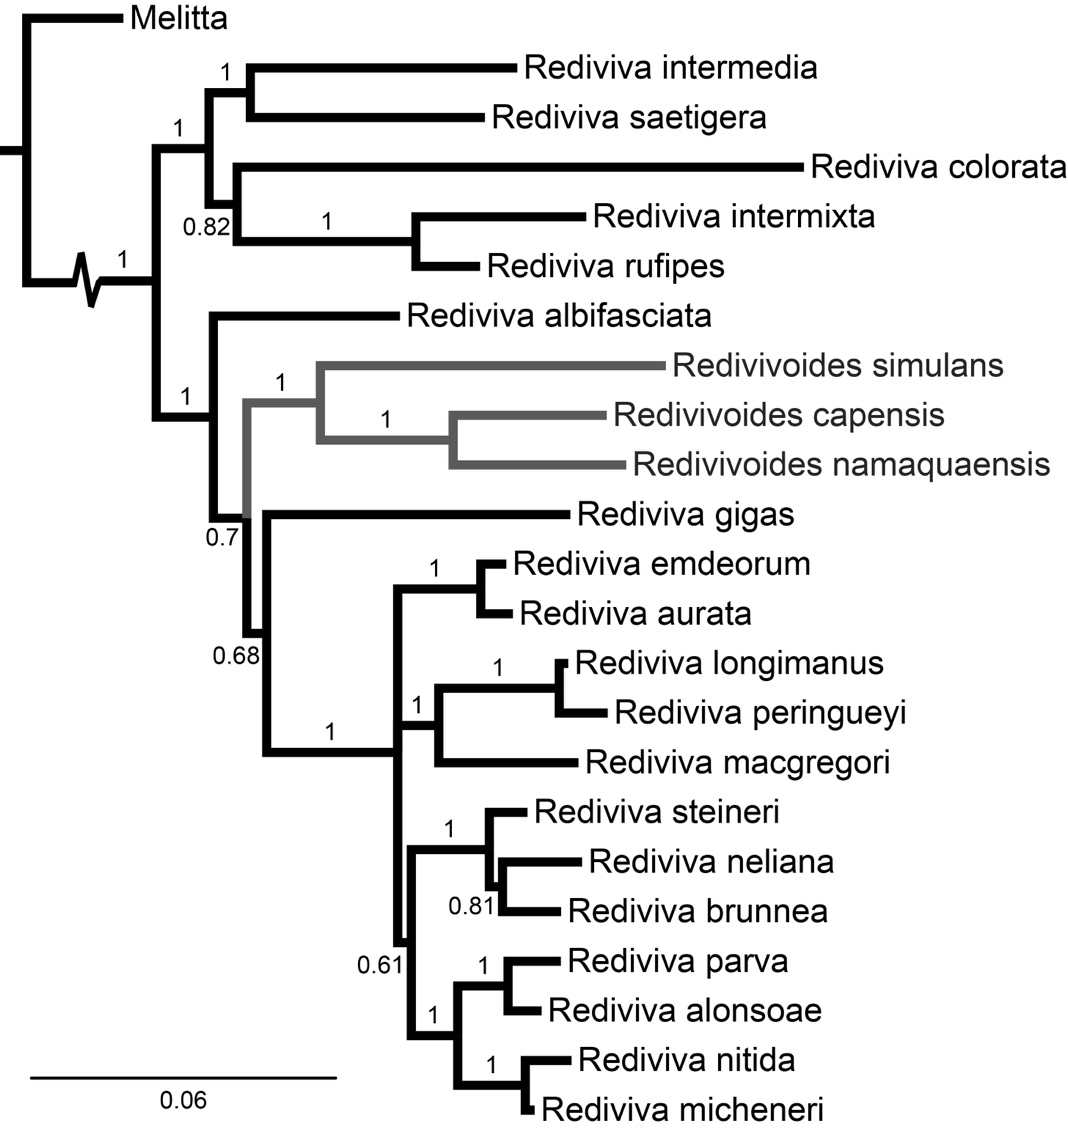 Melitta
1
Rediviva intermedia
Rediviva saetigera
1
Rediviva colorata
0.82
1
Rediviva intermixta
Rediviva rufipes
1
Rediviva albifasciata
1
1
Redivivoides simulans
1
Redivivoides capensis
Redivivoides namaquaensis
0.7
Rediviva gigas
1
Rediviva emdeorum
Rediviva aurata
0.68
1
Rediviva longimanus
1
Rediviva peringueyi
1
Rediviva macgregori
1
Rediviva steineri
Rediviva neliana
0.81
Rediviva brunnea
0.61
1
Rediviva parva
Rediviva alonsoae
1
1
Rediviva nitida
Rediviva micheneri
0.06